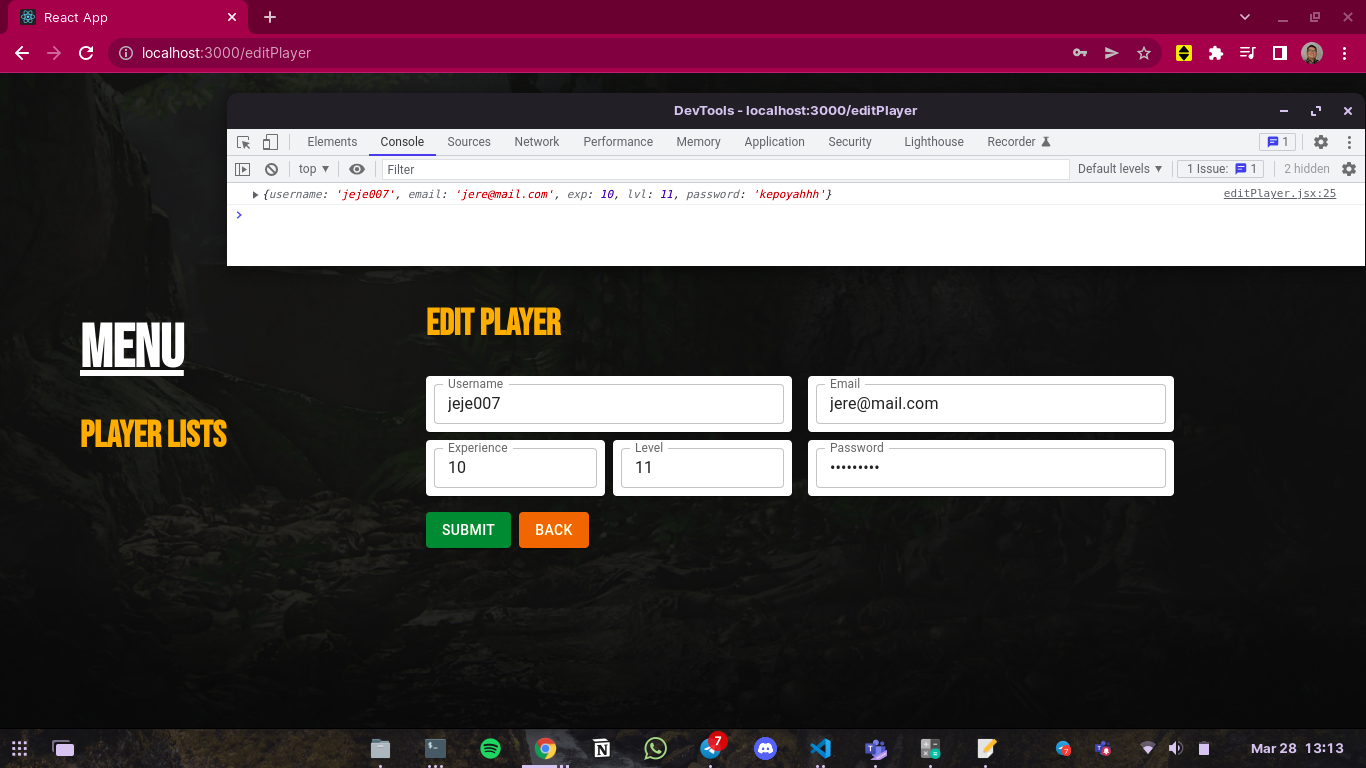 React App
localhost:3000/editPlayer
DevTools - localhost:3000/editPlayer
Elements Console Sources Network Performance Memory Application Security Lighthouse Recorder 1
top Filter Default levels 1 Issue: 1 2 hidden
{username: 'jeje007', email: 'jere@mail.com', exp: 10, lvl: 11, password: 'kepoyahhh'} editPlayer.jsx:25
MENU
PLAYER LISTS
EDIT PLAYER
Username Email
jeje007 jere@mail.com
Experience Level Password
10 11 •••••••••
SUBMIT BACK
7
Mar 28 13:13